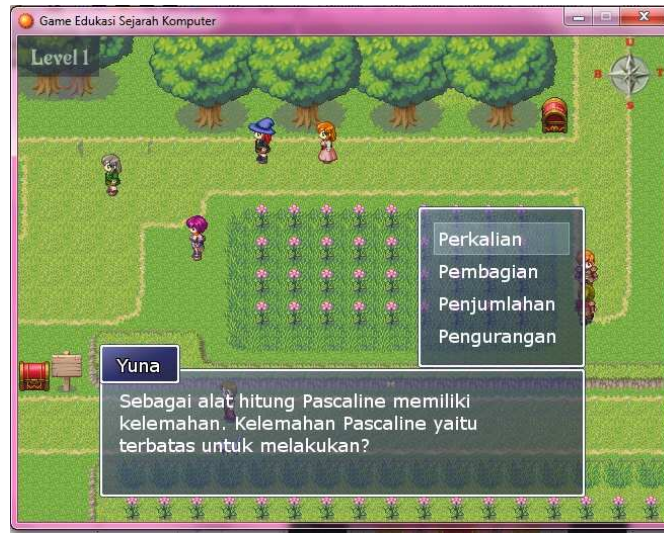 Game Edukasi Sejarah Komputer
Level 1
U
B
T
S
Perkalian
Pembagian
Penjumlahan
Pengurangan
Yuna
Sebagai alat hitung Pascaline memiliki
kelemahan. Kelemahan Pascaline yaitu
terbatas untuk melakukan?